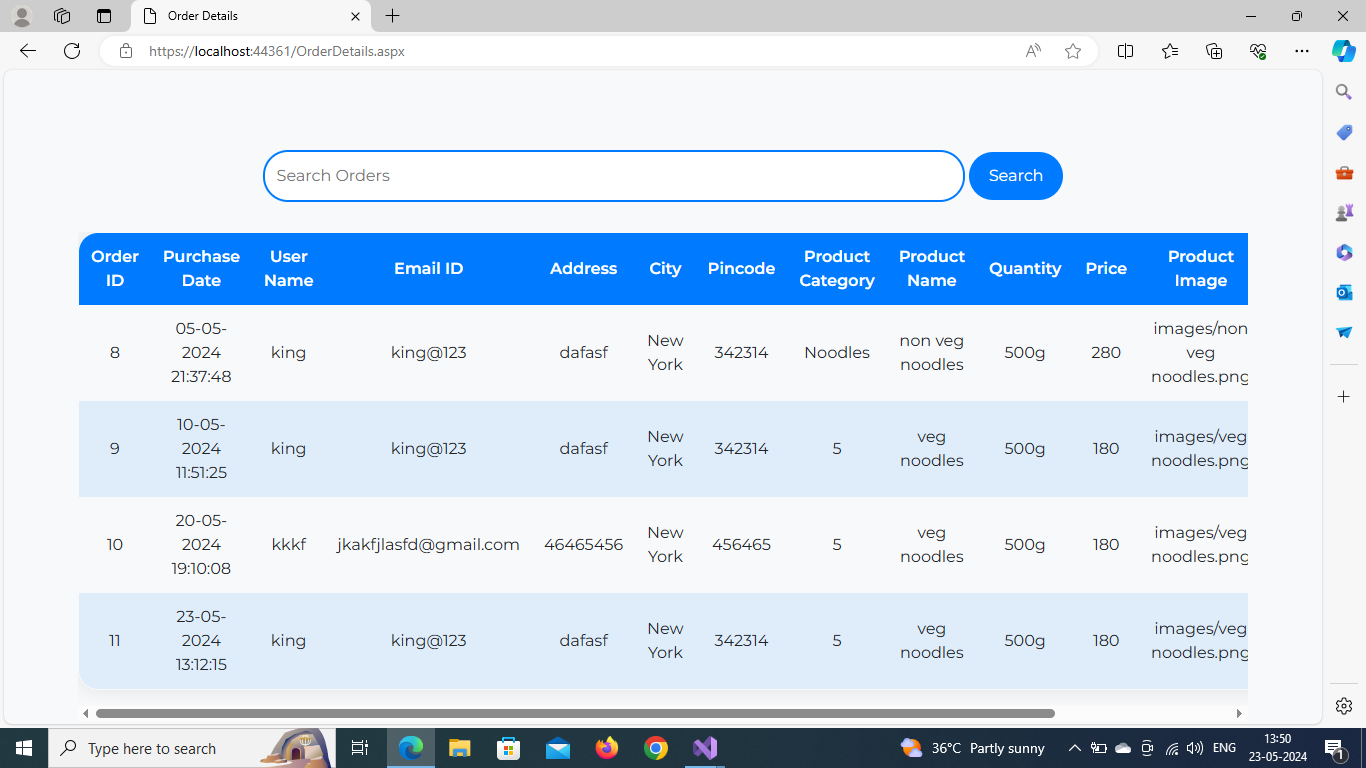 Order Details
https://localhost:44361/OrderDetails.aspx
Search Orders
Search
Order ID
Purchase Date
User Name
Email ID
Address
City
Pincode
Product Category
Product Name
Quantity
Price
Product Image
8
05-05-2024 21:37:48
king
king@123
dafasf
New York
342314
Noodles
non veg noodles
500g
280
images/non veg noodles.png
9
10-05-2024 11:51:25
king
king@123
dafasf
New York
342314
5
veg noodles
500g
180
images/veg noodles.png
10
20-05-2024 19:10:08
kkkf
jkakfjlasfd@gmail.com
46465456
New York
456465
5
veg noodles
500g
180
images/veg noodles.png
11
23-05-2024 13:12:15
king
king@123
dafasf
New York
342314
5
veg noodles
500g
180
images/veg noodles.png
Type here to search
36°C Partly sunny
ENG
13:50
23-05-2024
1